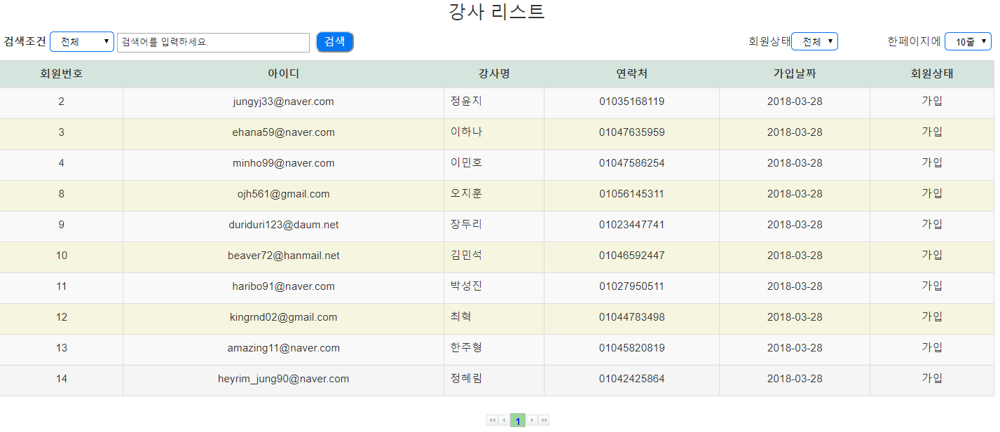 강사 리스트
검색조건 전체 검색어를 입력하세요. 검색 회원상태 전체 한페이지에 10줄
회원번호 아이디 강사명 연락처 가입날짜 회원상태
2 jungyj33@naver.com 정윤지 01035168119 2018-03-28 가입
3 ehana59@naver.com 이하나 01047635959 2018-03-28 가입
4 minho99@naver.com 이민호 01047586254 2018-03-28 가입
8 ojh561@gmail.com 오지훈 01056145311 2018-03-28 가입
9 duriduri123@daum.net 장두리 01023447741 2018-03-28 가입
10 beaver72@hanmail.net 김민석 01046592447 2018-03-28 가입
11 haribo91@naver.com 박성진 01027950511 2018-03-28 가입
12 kingrnd02@gmail.com 최혁 01044783498 2018-03-28 가입
13 amazing11@naver.com 한주형 01045820819 2018-03-28 가입
14 heyrim_jung90@naver.com 정혜림 01042425864 2018-03-28 가입
1